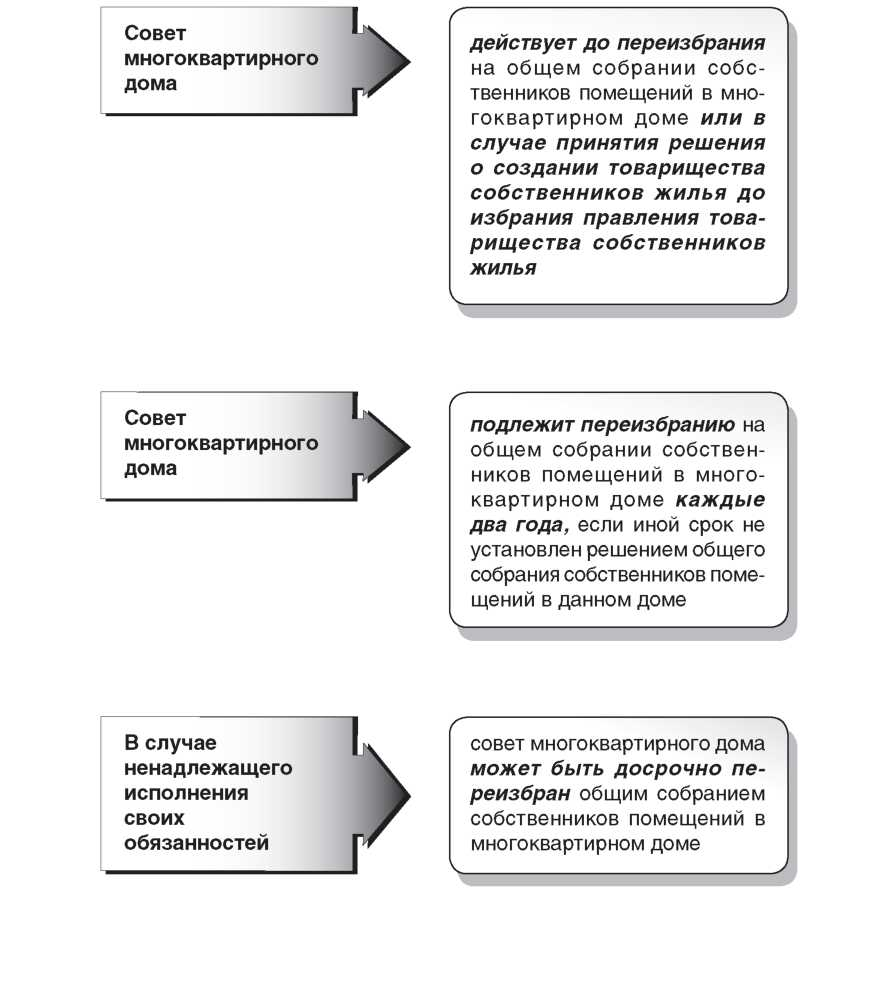 Совет
многоквартирного
дома
действует до переизбрания
на общем собрании собс-
твенников помещений в мно-
гоквартирном доме или в
случае принятия решения
о создании товарищества
собственников жилья до
избрания правления това-
рищества собственников
жилья
Совет
многоквартирного
дома
подлежит переизбранию на
общем собрании собствен-
ников помещений в много-
квартирном доме каждые
два года, если иной срок не
установлен решением общего
собрания собственников поме-
щений в данном доме
В случае
ненадлежащего
исполнения
своих
обязанностей
совет многоквартирного дома
может быть досрочно пе-
реизбран общим собранием
собственников помещений в
многоквартирном доме